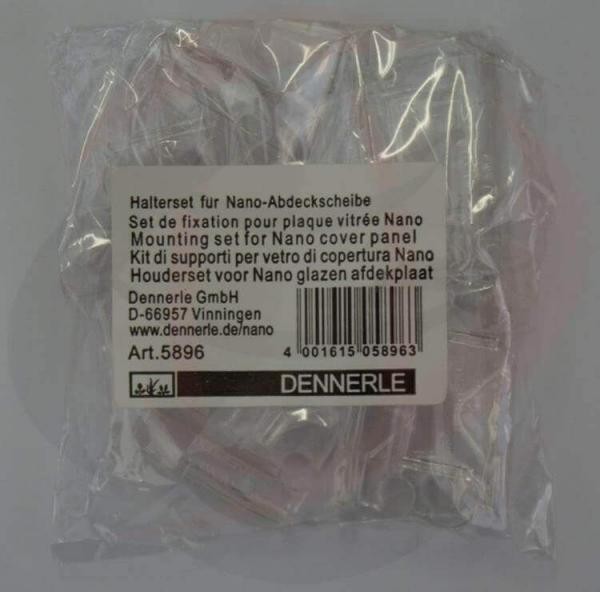 Halterset für Nano-Abdeckscheibe
Set de fixation pour plaque vitrée Nano
Mounting set for Nano cover panel
Kit di supporti per vetro di copertura Nano
Houderset voor Nano glazen afdekplaat
Dennerle GmbH
D-66957 Vinningen
www.dennerle.de/nano
Art.5896
4 001615 058963
DENNERLE